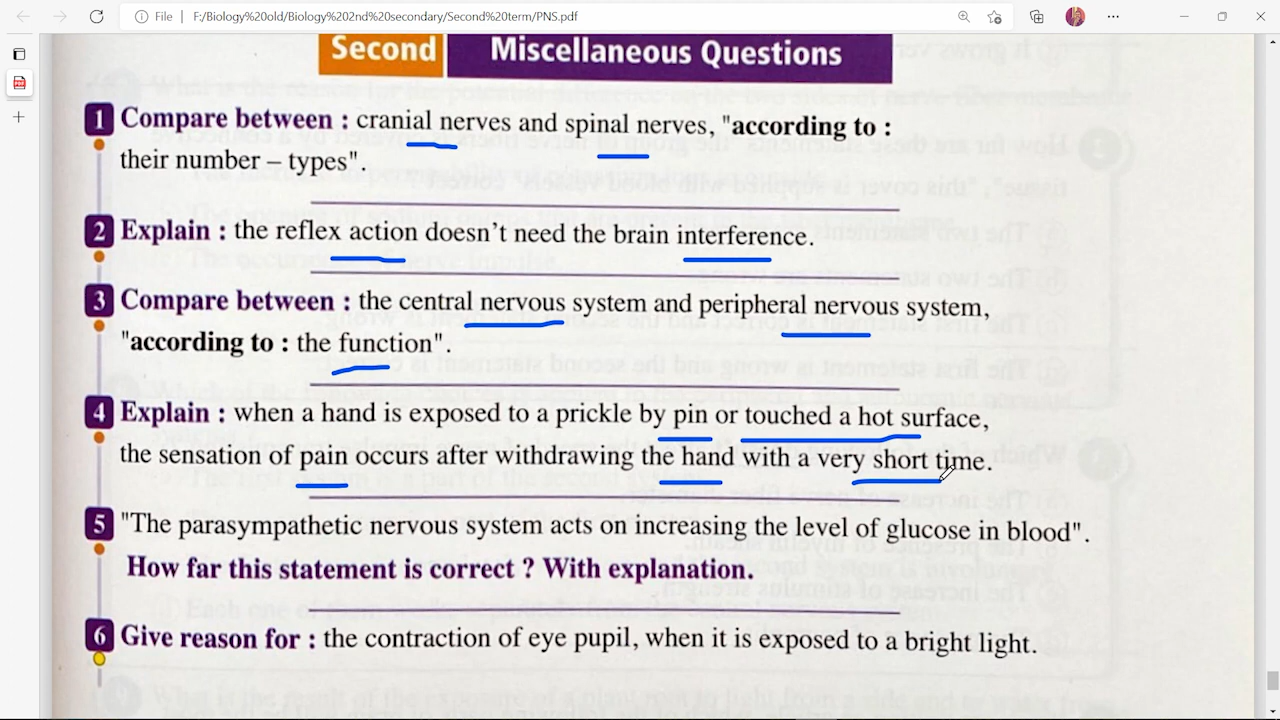 File
F:/Biology%20old/Biology%202nd%20secondary/Second%20term/PNS.pdf
Second Miscellaneous Questions
1 Compare between : cranial nerves and spinal nerves, "according to :
their number – types"
2 Explain : the reflex action doesn't need the brain interference.
3 Compare between : the central nervous system and peripheral nervous system,
"according to : the function".
4 Explain : when a hand is exposed to a prickle by pin or touched a hot surface,
the sensation of pain occurs after withdrawing the hand with a very short time.
5 "The parasympathetic nervous system acts on increasing the level of glucose in blood".
How far this statement is correct ? With explanation.
6 Give reason for : the contraction of eye pupil, when it is exposed to a bright light.